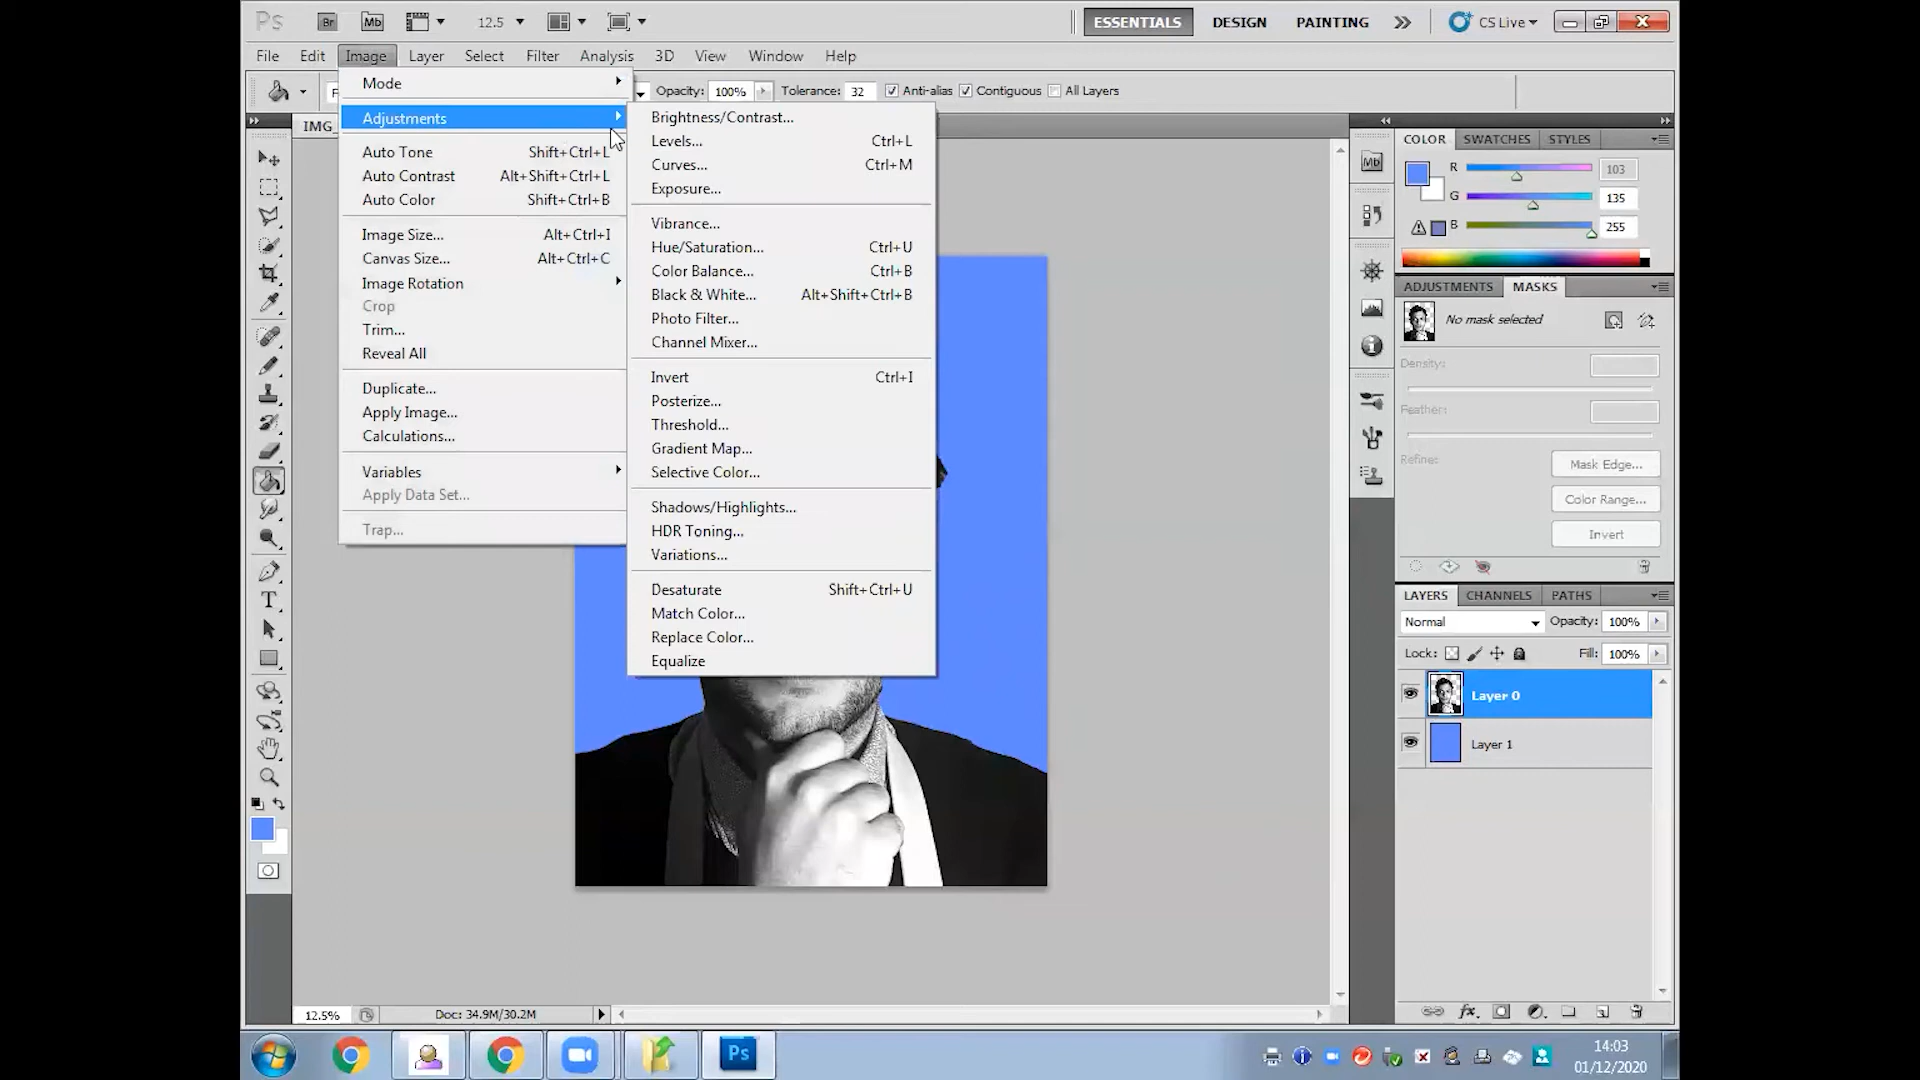 Ps Br Mb 12.5 ESSENTIALS DESIGN PAINTING CS Live
File Edit Image Layer Select Filter Analysis 3D View Window Help
Opacity: 100% Tolerance: 32 Anti-alias Contiguous All Layers
IMG_
Mode
Adjustments
Auto Tone Shift+Ctrl+L
Auto Contrast Alt+Shift+Ctrl+L
Auto Color Shift+Ctrl+B
Image Size... Alt+Ctrl+I
Canvas Size... Alt+Ctrl+C
Image Rotation
Crop
Trim...
Reveal All
Duplicate...
Apply Image...
Calculations...
Variables
Apply Data Set...
Trap...
Brightness/Contrast...
Levels... Ctrl+L
Curves... Ctrl+M
Exposure...
Vibrance...
Hue/Saturation... Ctrl+U
Color Balance... Ctrl+B
Black & White... Alt+Shift+Ctrl+B
Photo Filter...
Channel Mixer...
Invert Ctrl+I
Posterize...
Threshold...
Gradient Map...
Selective Color...
Shadows/Highlights...
HDR Toning...
Variations...
Desaturate Shift+Ctrl+U
Match Color...
Replace Color...
Equalize
Mb
COLOR SWATCHES STYLES
R 103
G 135
B 255
ADJUSTMENTS MASKS
No mask selected
Density:
Feather:
Refine: Mask Edge...
Color Range...
Invert
LAYERS CHANNELS PATHS
Normal Opacity: 100%
Lock: Fill: 100%
Layer 0
Layer 1
T
fx
12.5% Doc: 34.9M/30.2M
Ps
14:03
01/12/2020